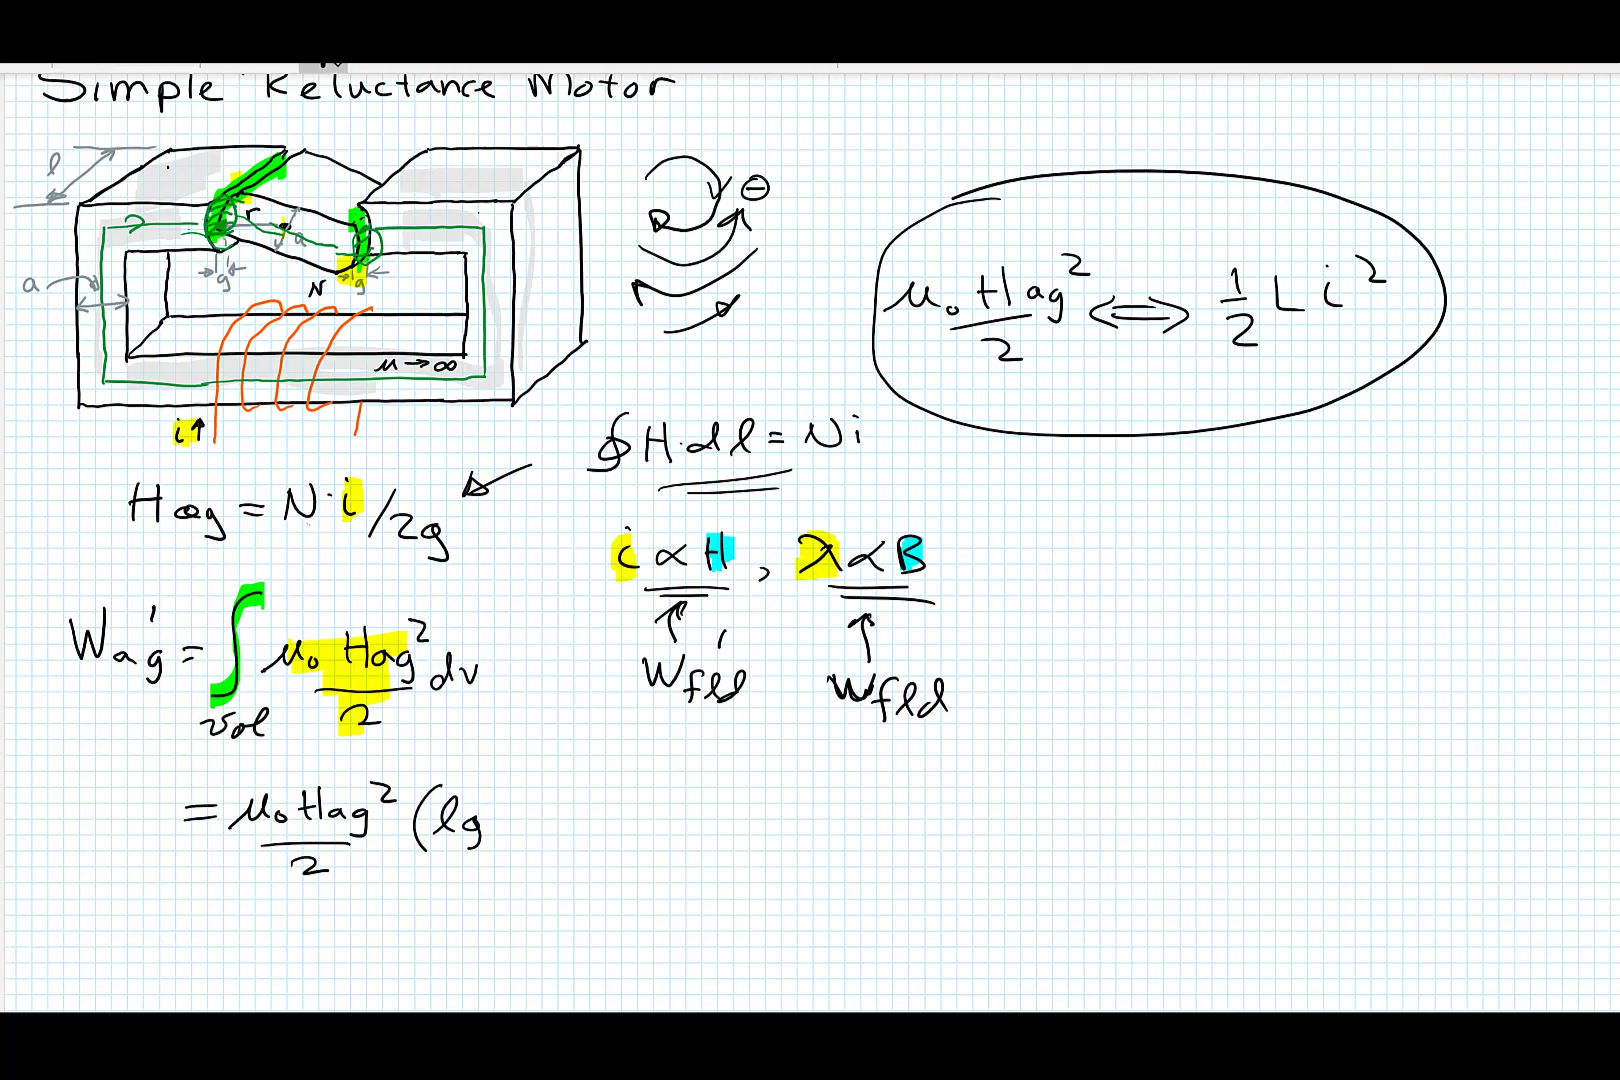 Simple Reluctance Motor
l
r
a
g
g
a
N
μ → ∞
i↑
θ
μ₀ Hag² / 2 ⟺ 1/2 L i²
∮ H·dl = Ni
Hag = N·i / 2g
i ∝ H, λ ∝ B
W'fld Wfld
W'ag = ∫vol μ₀ Hag² / 2 dv
= μ₀ Hag² / 2 (lg